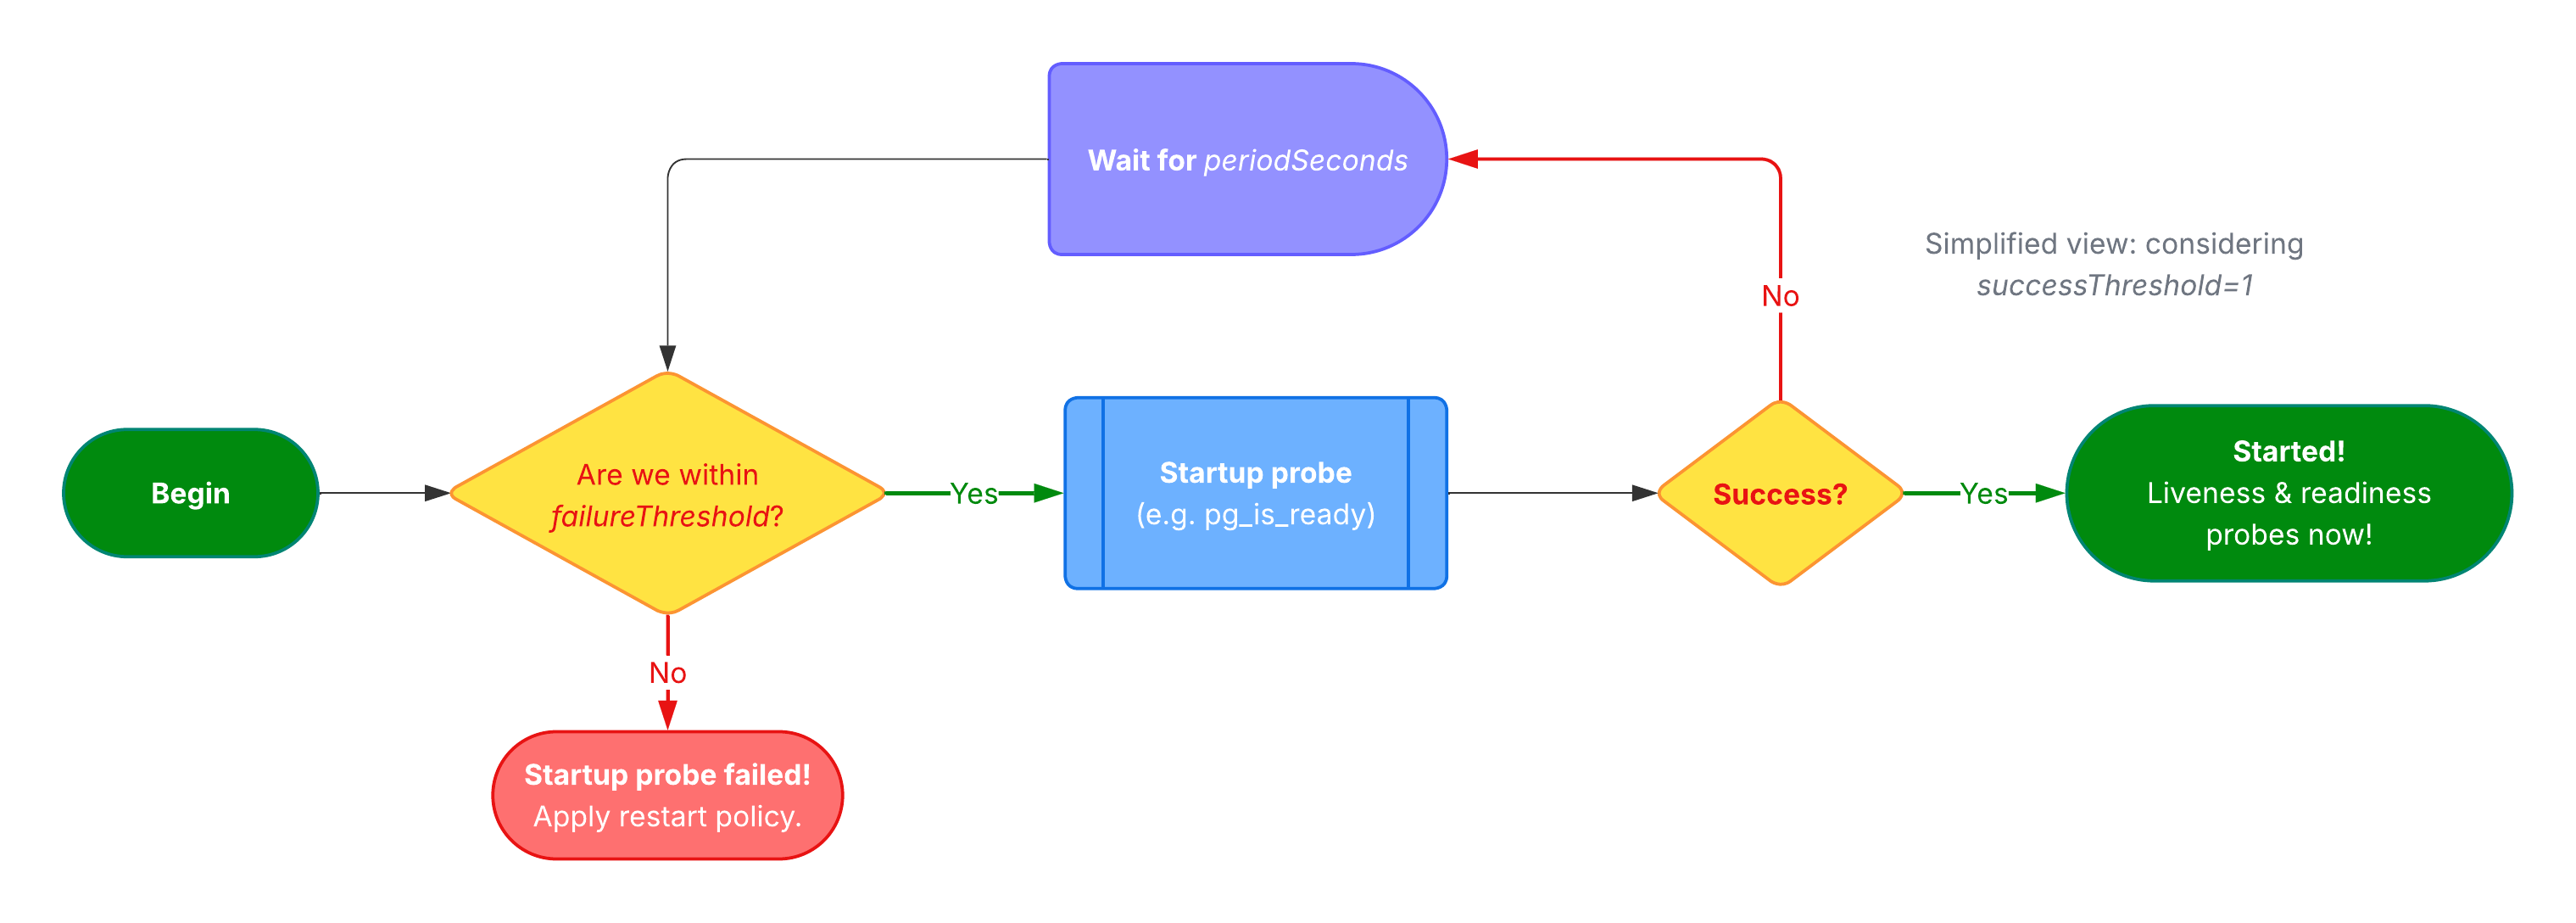 Wait for periodSeconds
Simplified view: considering
successThreshold=1
No
Begin
Are we within
failureThreshold?
Yes
Startup probe
(e.g. pg_is_ready)
Success?
Yes
Started!
Liveness & readiness
probes now!
No
Startup probe failed!
Apply restart policy.